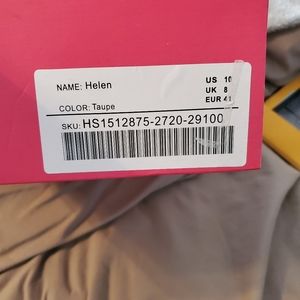 NAME: Helen
COLOR: Taupe
US 10
UK 8
EUR 41
SKU: HS1512875-2720-29100